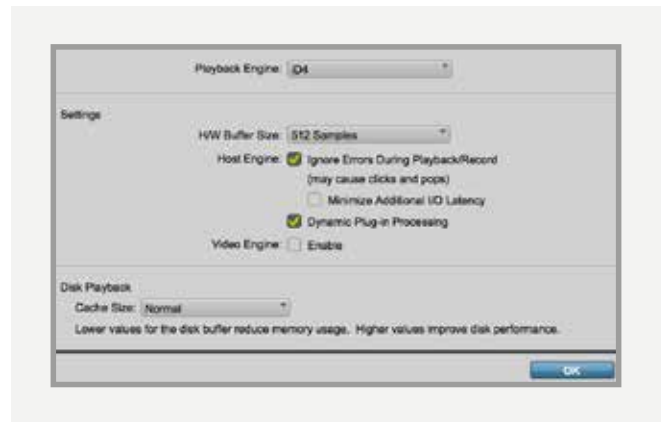 Playback Engine: iD4
Settings
H/W Buffer Size: 512 Samples
Host Engine: Ignore Errors During Playback/Record
(may cause clicks and pops)
Minimize Additional I/O Latency
Dynamic Plug-in Processing
Video Engine: Enable
Disk Playback
Cache Size: Normal
Lower values for the disk buffer reduce memory usage. Higher values improve disk performance.
OK